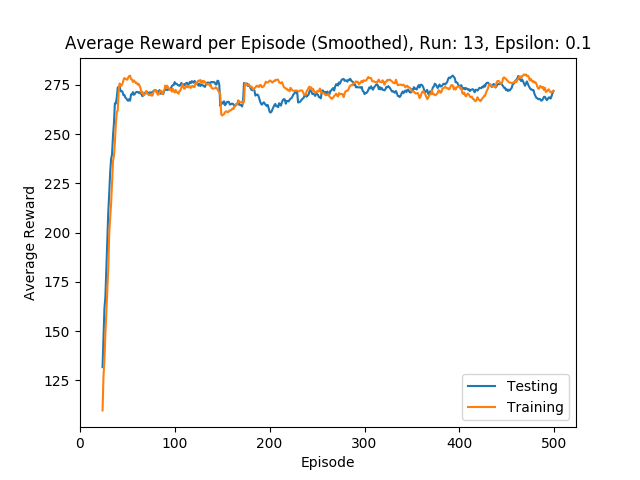 Average Reward per Episode (Smoothed), Run: 13, Epsilon: 0.1
Average Reward
275
250
225
200
175
150
125
0 100 200 300 400 500
Episode
Testing
Training